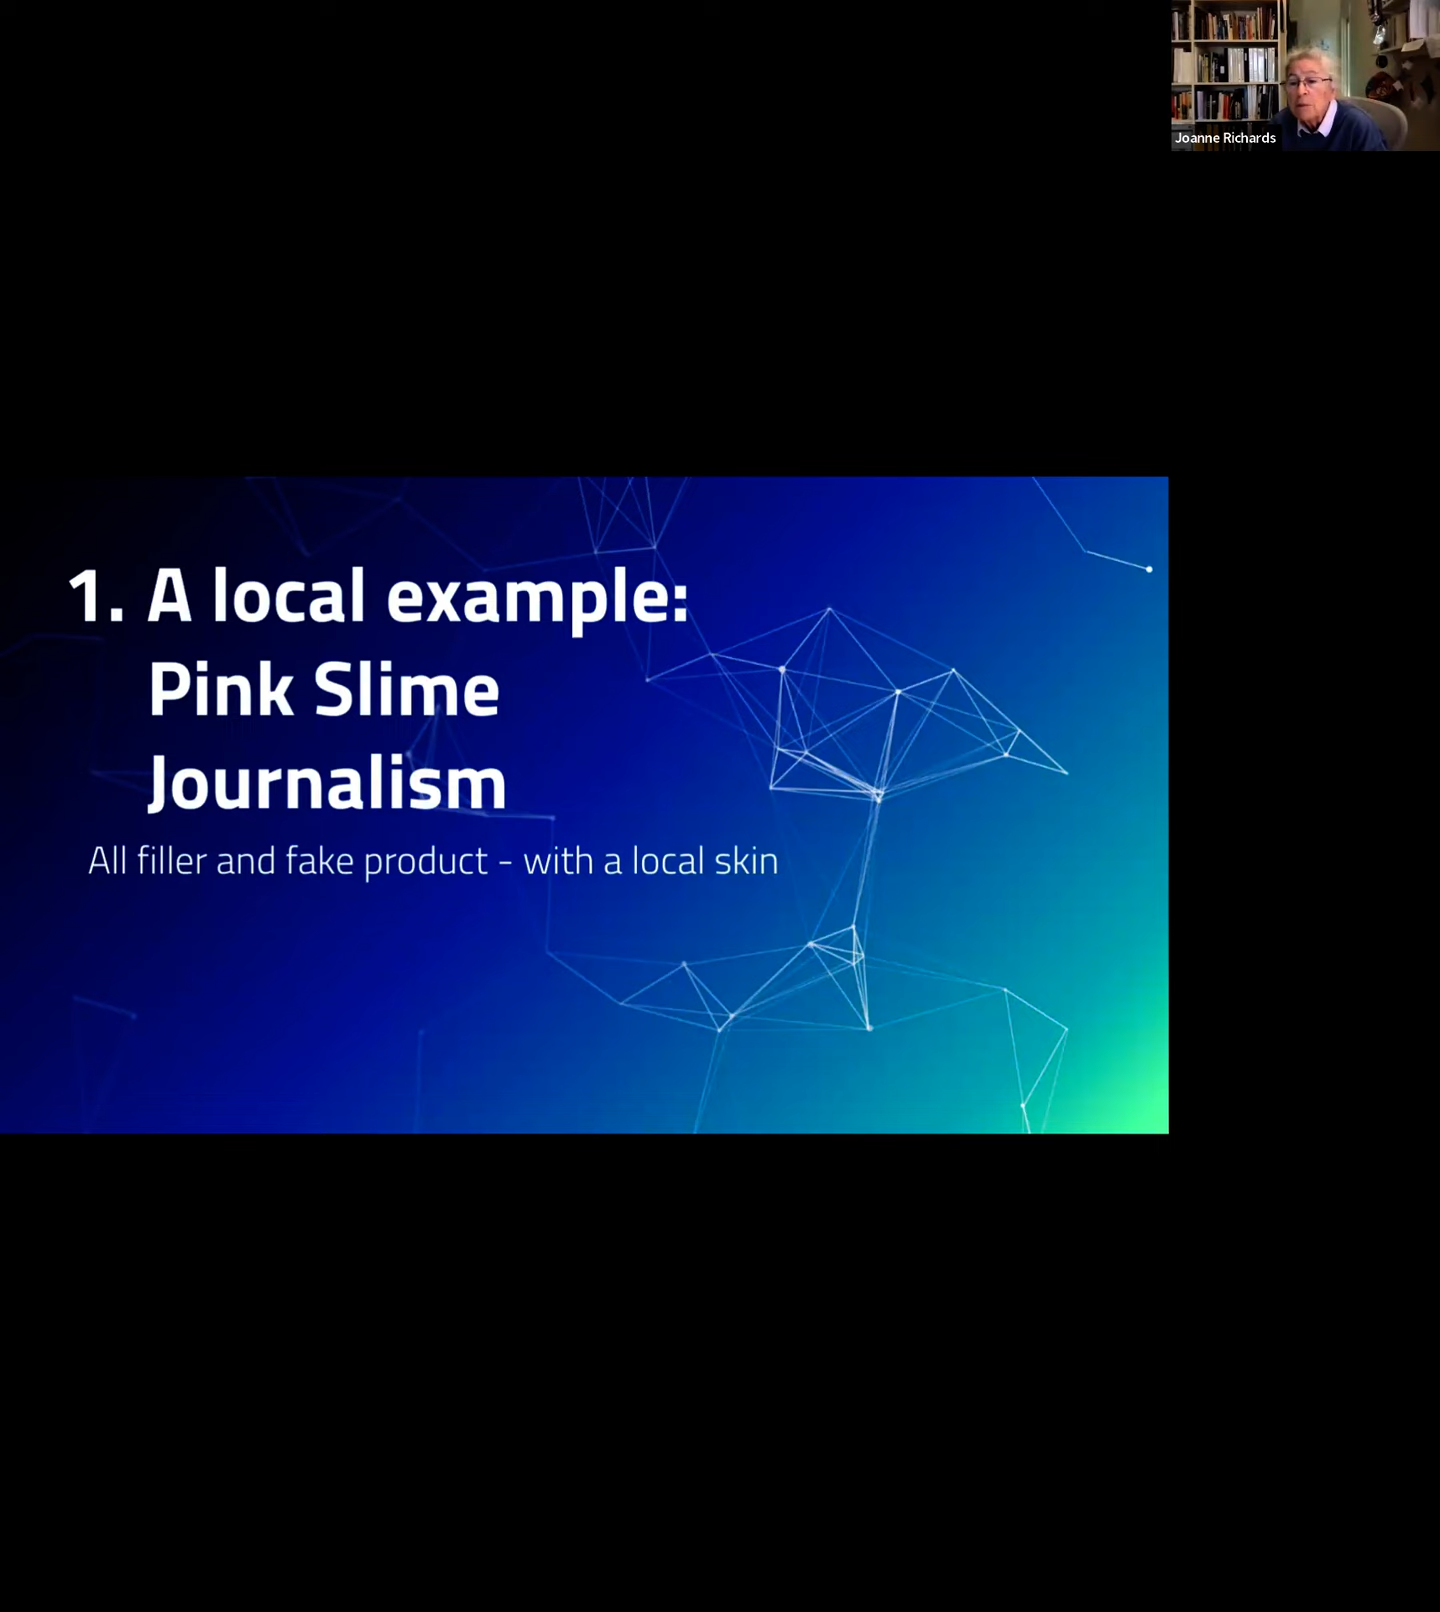 Joanne Richards
1. A local example:
Pink Slime
Journalism
All filler and fake product - with a local skin